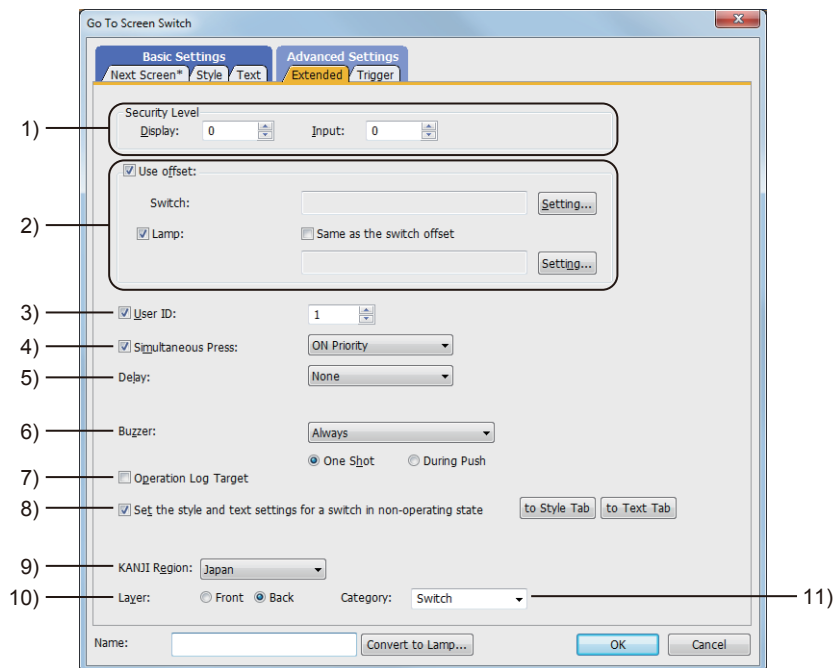 Go To Screen Switch
Basic Settings Advanced Settings
Next Screen* Style Text Extended Trigger
1) Security Level
Display: 0 Input: 0
2) Use offset:
Switch: Setting...
Lamp: Same as the switch offset
Setting...
3) User ID: 1
4) Simultaneous Press: ON Priority
5) Delay: None
6) Buzzer: Always
One Shot During Push
7) Operation Log Target
8) Set the style and text settings for a switch in non-operating state to Style Tab to Text Tab
9) KANJI Region: Japan
10) Layer: Front Back Category: Switch 11)
Name: Convert to Lamp... OK Cancel